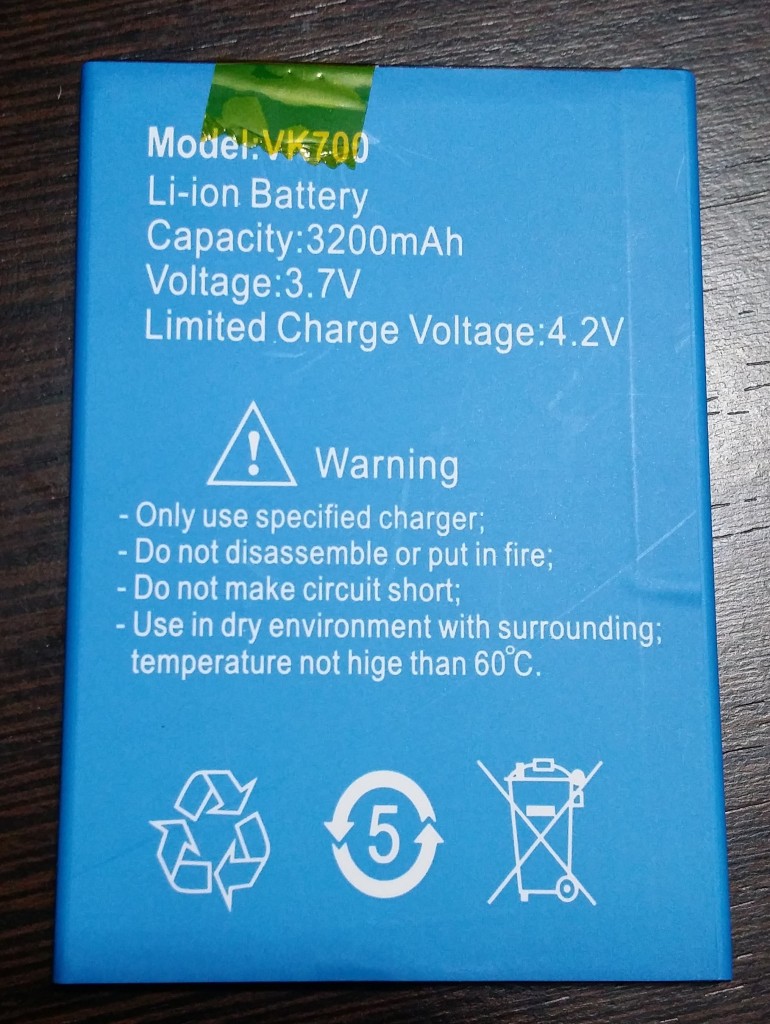 Model:VK700
Li-ion Battery
Capacity:3200mAh
Voltage:3.7V
Limited Charge Voltage:4.2V
! Warning
- Only use specified charger;
- Do not disassemble or put in fire;
- Do not make circuit short;
- Use in dry environment with surrounding;
temperature not hige than 60℃.
5